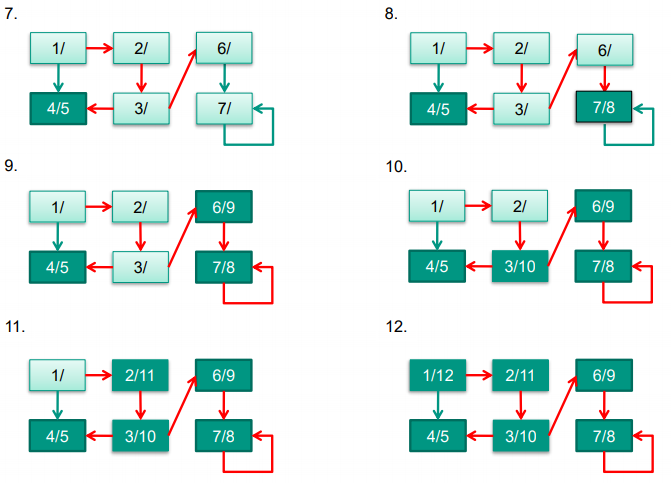 7.
1/ 2/ 6/
4/5 3/ 7/
8.
1/ 2/ 6/
4/5 3/ 7/8
9.
1/ 2/ 6/9
4/5 3/ 7/8
10.
1/ 2/ 6/9
4/5 3/10 7/8
11.
1/ 2/11 6/9
4/5 3/10 7/8
12.
1/12 2/11 6/9
4/5 3/10 7/8